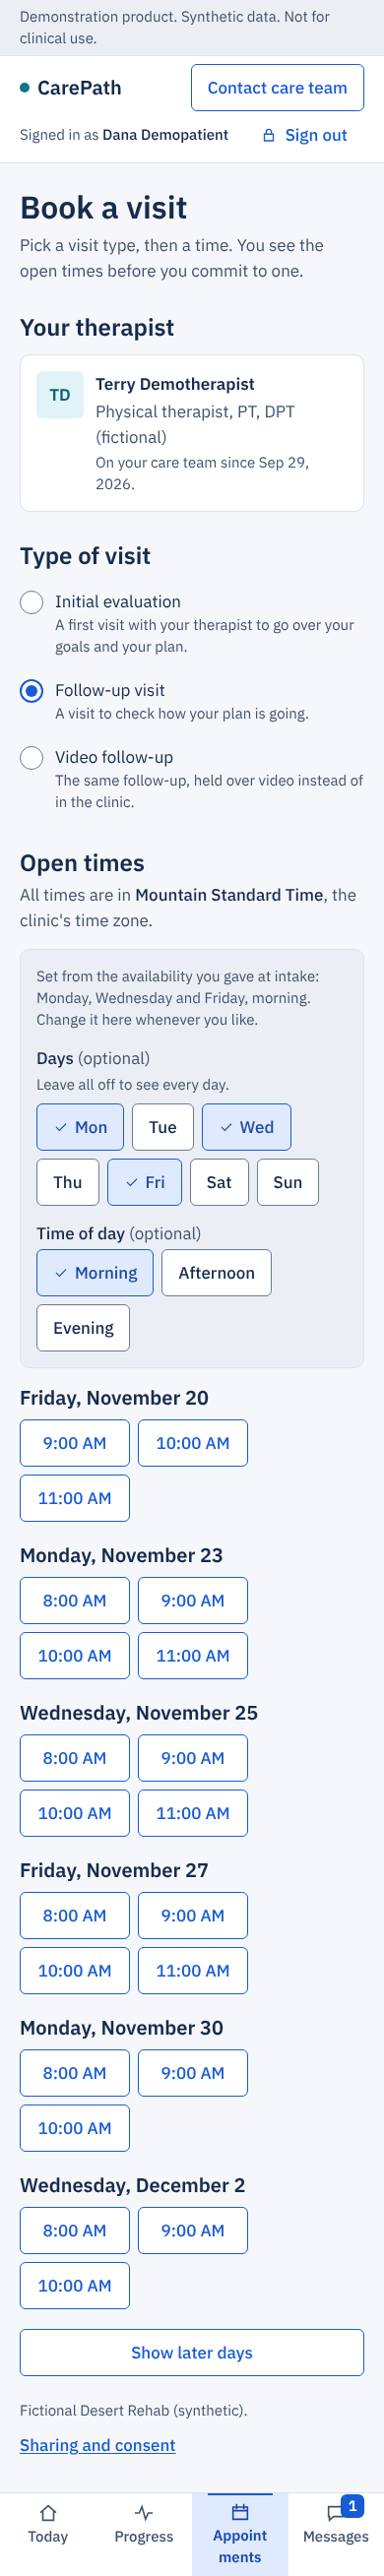 Demonstration product. Synthetic data. Not for
clinical use.
CarePath
Contact care team
Signed in as Dana Demopatient
Sign out
Book a visit
Pick a visit type, then a time. You see the
open times before you commit to one.
Your therapist
TD
Terry Demotherapist
Physical therapist, PT, DPT
(fictional)
On your care team since Sep 29,
2026.
Type of visit
Initial evaluation
A first visit with your therapist to go over your
goals and your plan.
Follow-up visit
A visit to check how your plan is going.
Video follow-up
The same follow-up, held over video instead of
in the clinic.
Open times
All times are in Mountain Standard Time, the
clinic's time zone.
Set from the availability you gave at intake:
Monday, Wednesday and Friday, morning.
Change it here whenever you like.
Days (optional)
Leave all off to see every day.
Mon Tue Wed
Thu Fri Sat Sun
Time of day (optional)
Morning Afternoon
Evening
Friday, November 20
9:00 AM 10:00 AM
11:00 AM
Monday, November 23
8:00 AM 9:00 AM
10:00 AM 11:00 AM
Wednesday, November 25
8:00 AM 9:00 AM
10:00 AM 11:00 AM
Friday, November 27
8:00 AM 9:00 AM
10:00 AM 11:00 AM
Monday, November 30
8:00 AM 9:00 AM
10:00 AM
Wednesday, December 2
8:00 AM 9:00 AM
10:00 AM
Show later days
Fictional Desert Rehab (synthetic).
Sharing and consent
Today
Progress
Appoint
ments
1
Messages